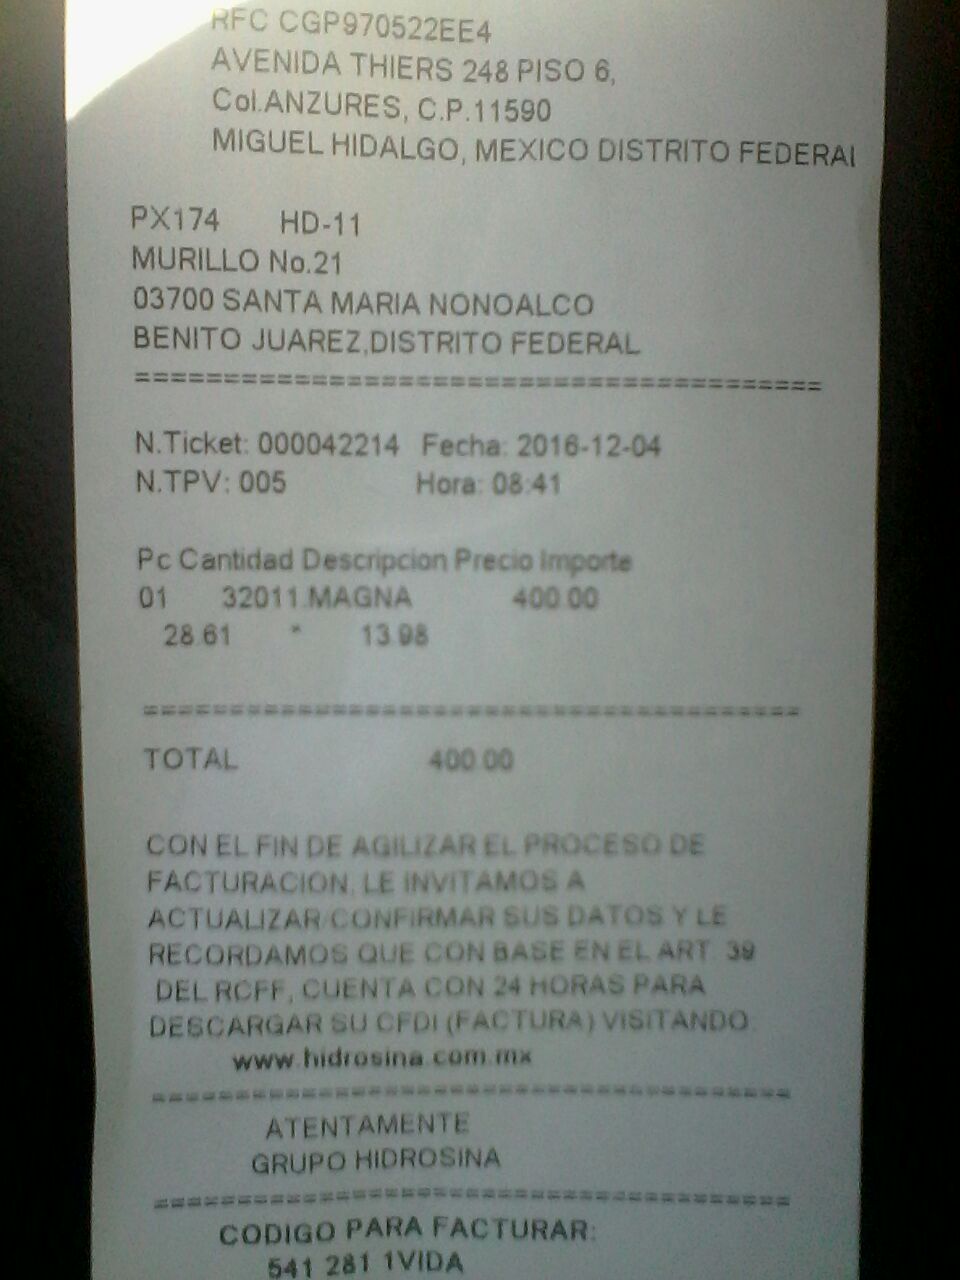 RFC CGP970522EE4
AVENIDA THIERS 248 PISO 6,
Col.ANZURES, C.P.11590
MIGUEL HIDALGO, MEXICO DISTRITO FEDERAl
PX174 HD-11
MURILLO No.21
03700 SANTA MARIA NONOALCO
BENITO JUAREZ,DISTRITO FEDERAL
========================================
N.Ticket: 000042214 Fecha: 2016-12-04
N.TPV: 005 Hora: 08:41
Pc Cantidad Descripcion Precio Importe
01 32011 MAGNA 400.00
28.61 * 13.98
========================================
TOTAL 400.00
CON EL FIN DE AGILIZAR EL PROCESO DE
FACTURACION, LE INVITAMOS A
ACTUALIZAR/CONFIRMAR SUS DATOS Y LE
RECORDAMOS QUE CON BASE EN EL ART. 39
DEL RCFF, CUENTA CON 24 HORAS PARA
DESCARGAR SU CFDI (FACTURA) VISITANDO:
www.hidrosina.com.mx
========================================
ATENTAMENTE
GRUPO HIDROSINA
========================================
CODIGO PARA FACTURAR:
541 281 1VIDA